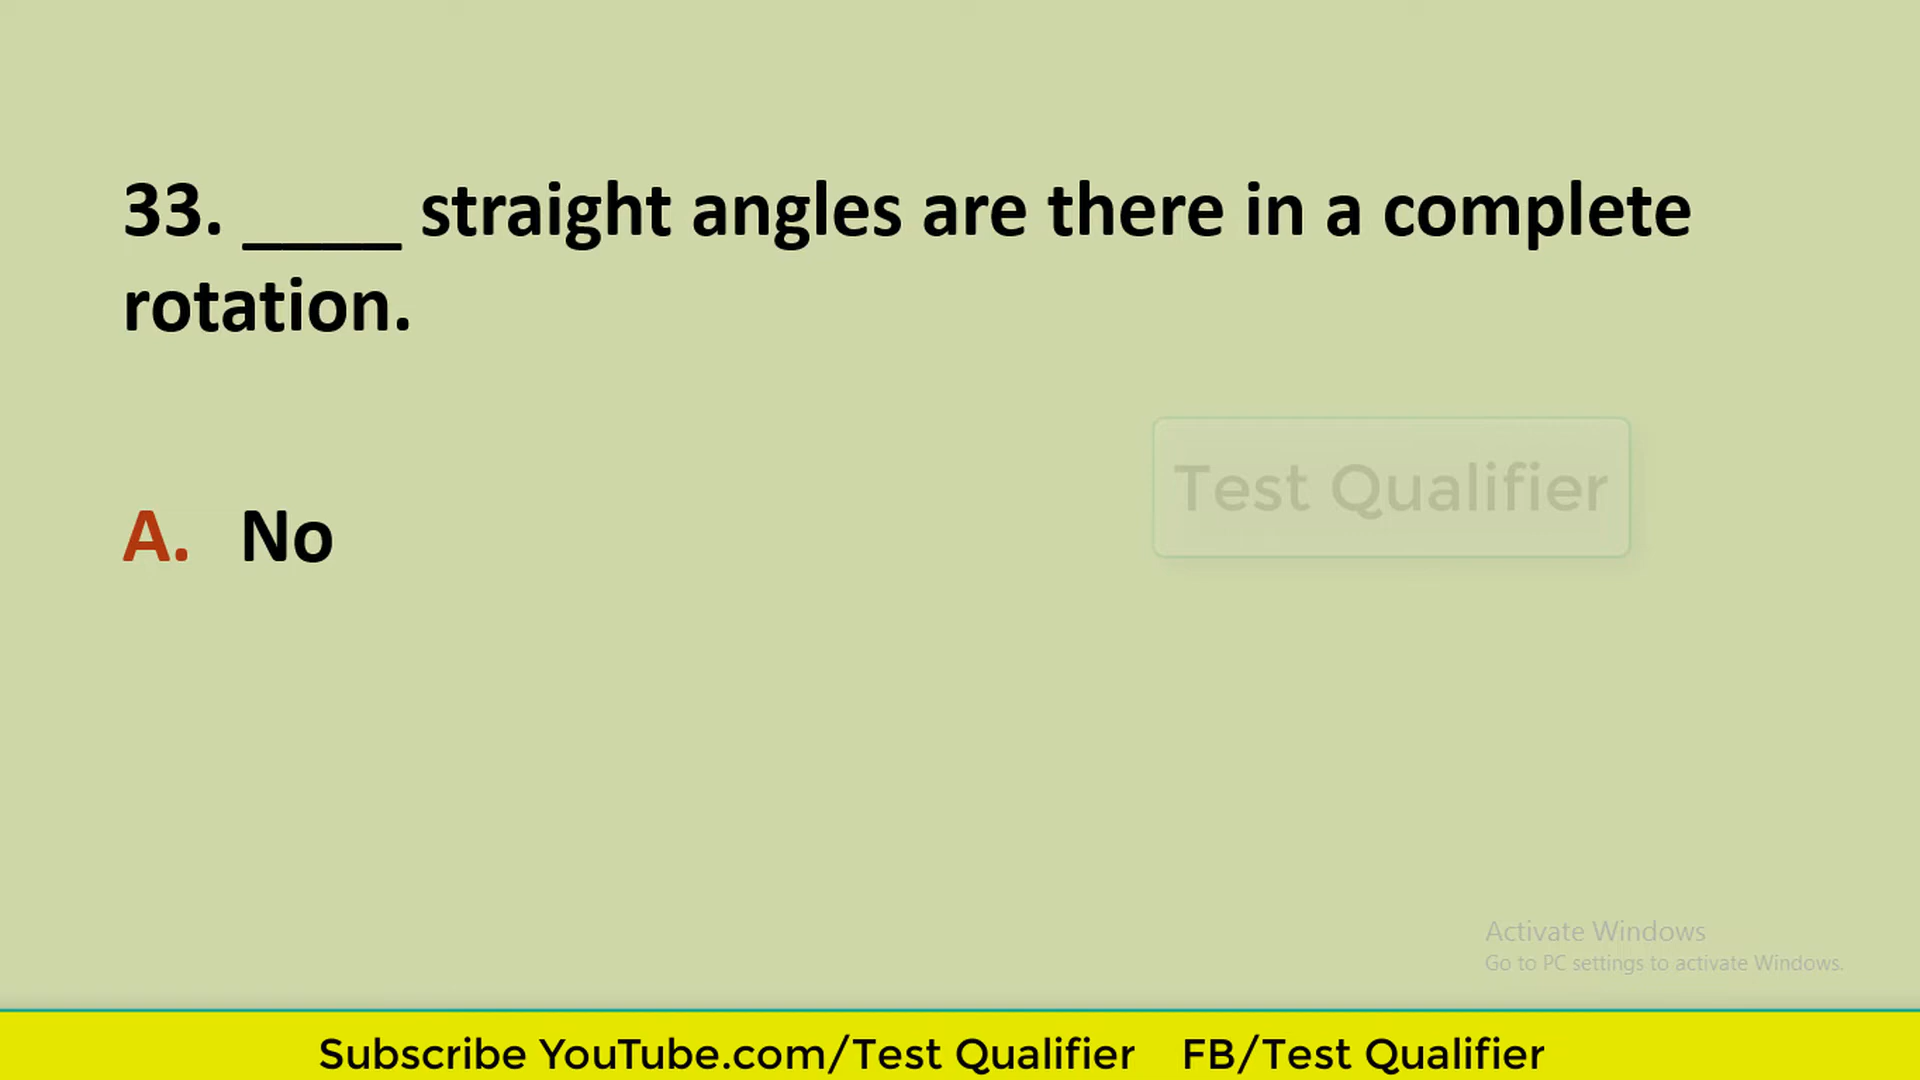 33. ____ straight angles are there in a complete
rotation.
Test Qualifier
A. No
Activate Windows
Go to PC settings to activate Windows.
Subscribe YouTube.com/Test Qualifier FB/Test Qualifier